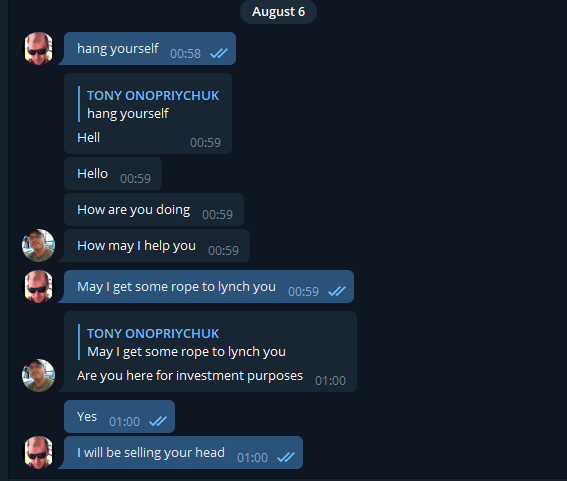 August 6
hang yourself 00:58
TONY ONOPRIYCHUK
hang yourself
Hell 00:59
Hello 00:59
How are you doing 00:59
How may I help you 00:59
May I get some rope to lynch you 00:59
TONY ONOPRIYCHUK
May I get some rope to lynch you
Are you here for investment purposes 01:00
Yes 01:00
I will be selling your head 01:00